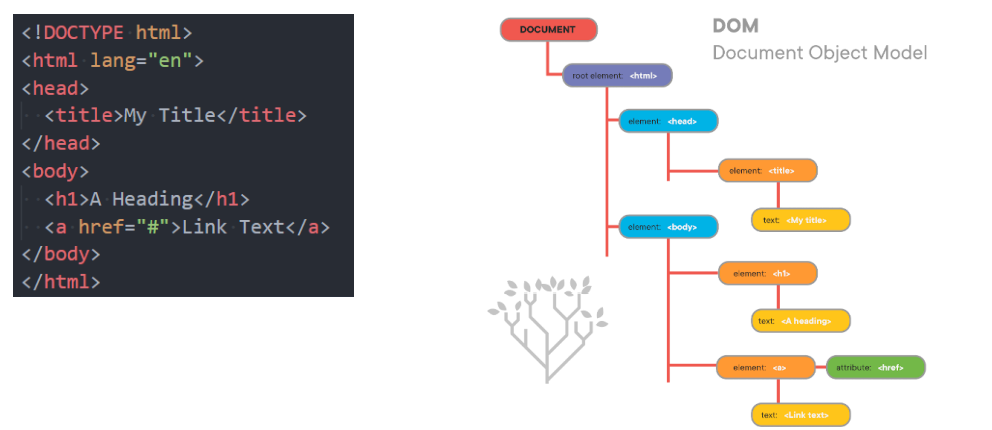 <!DOCTYPE html>
<html lang="en">
<head>
<title>My Title</title>
</head>
<body>
<h1>A Heading</h1>
<a href="#">Link Text</a>
</body>
</html>
DOM
Document Object Model
DOCUMENT
root element: <html>
element: <head>
element: <title>
text: <My title>
element: <body>
element: <h1>
text: <A heading>
element: <a> attribute: <href>
text: <Link text>